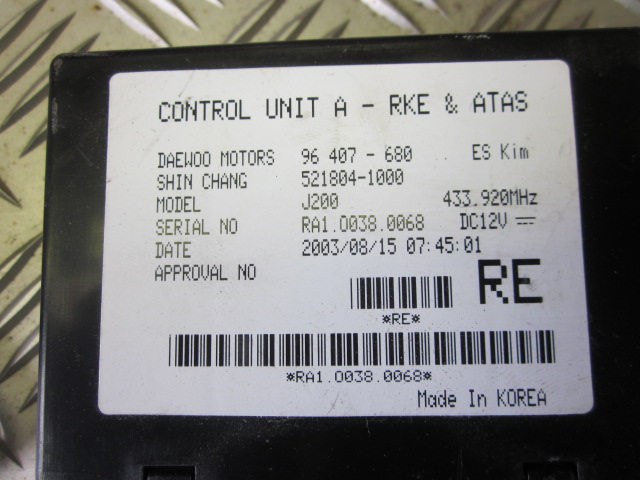 CONTROL UNIT A - RKE & ATAS
DAEWOO MOTORS 96 407 - 680 ES Kim
SHIN CHANG 521804-1000
MODEL J200 433.920MHz
SERIAL NO RA1.O038.0068 DC12V ⎓
DATE 2003/08/15 07:45:01
APPROVAL NO
RE
*RE*
*RA1.O038.0068*
Made In KOREA